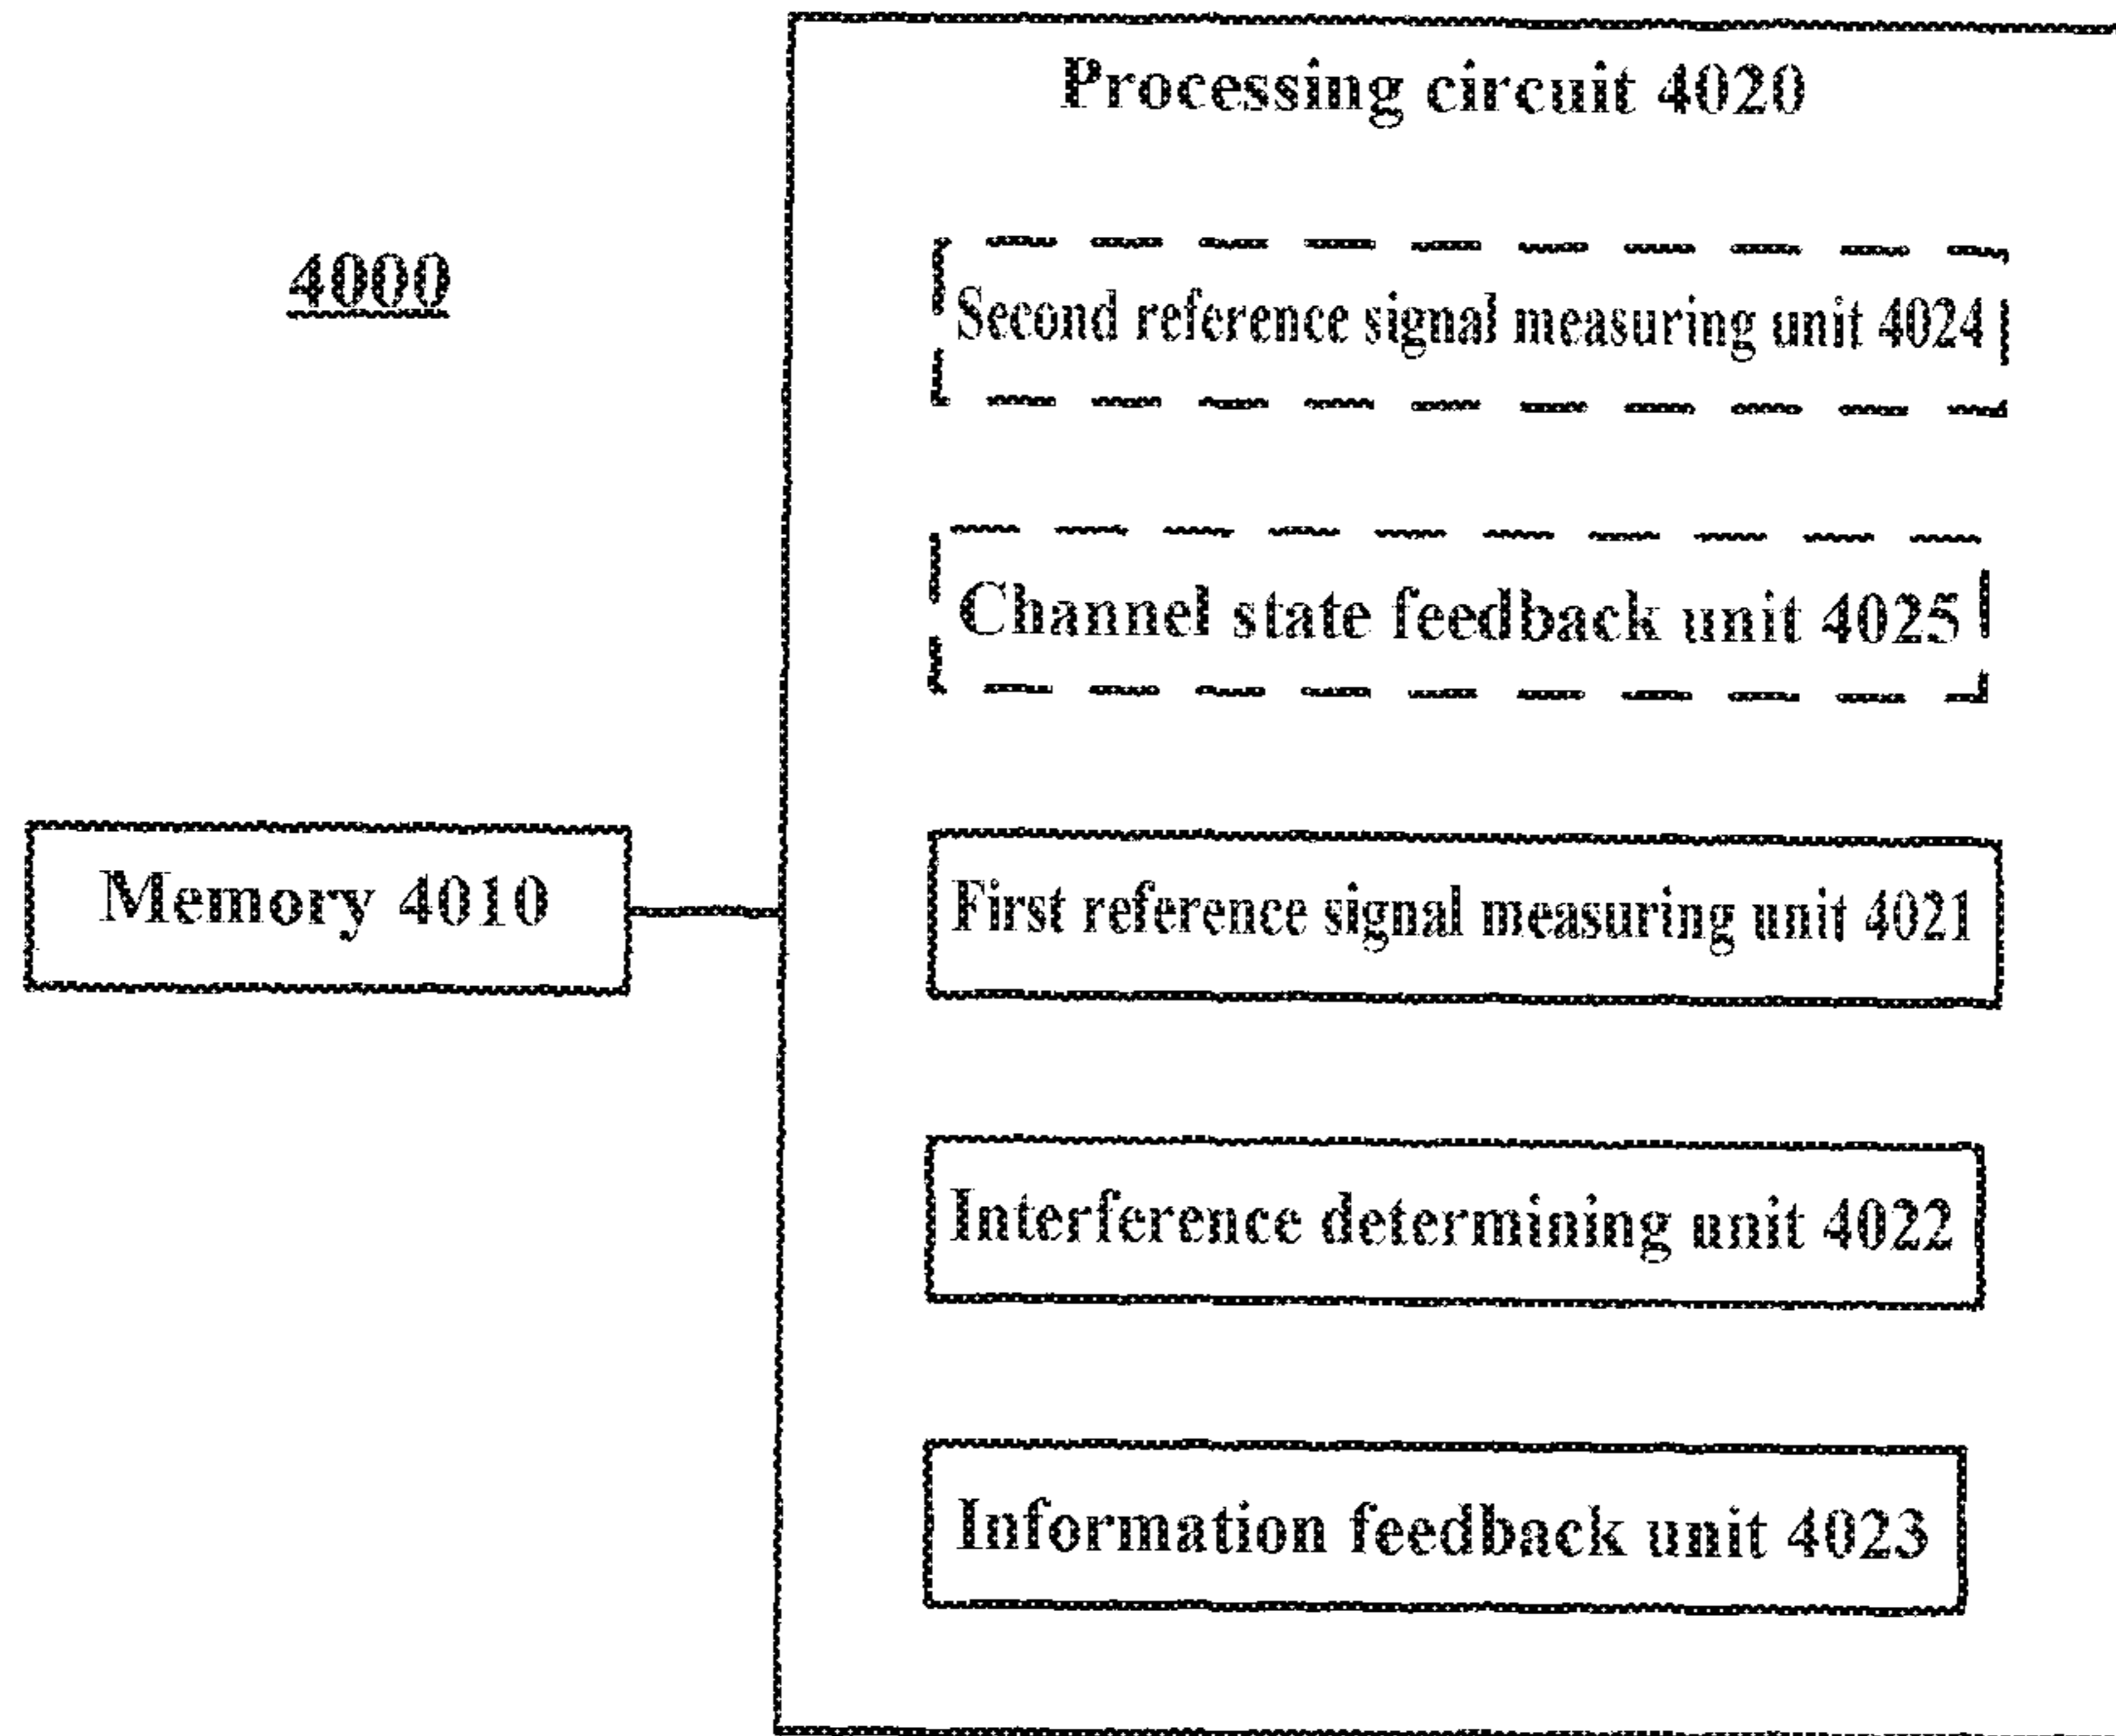 Processing circuit 4020
4000
Second reference signal measuring unit 4024
Channel state feedback unit 4025
Memory 4010
First reference signal measuring unit 4021
Interference determining unit 4022
Information feedback unit 4023